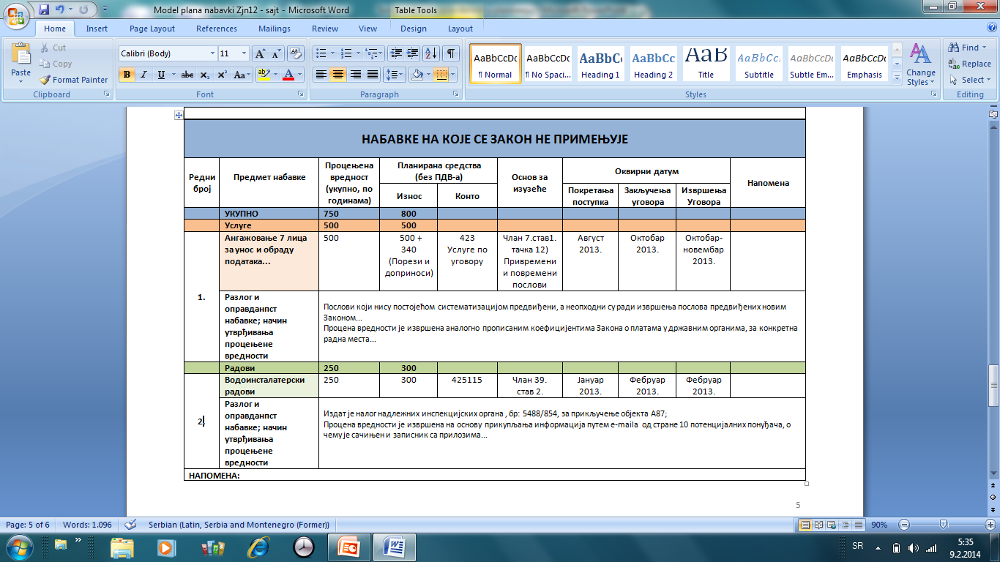 Model plana nabavki Zjn12 - sajt - Microsoft Word
Table Tools
Home Insert Page Layout References Mailings Review View Design Layout
Paste
Cut
Copy
Format Painter
Clipboard
Calibri (Body) 11
B I U abc x₂ x² Aa
Font
Paragraph
AaBbCcDc
¶ Normal
AaBbCcDc
¶ No Spaci...
AaBbC
Heading 1
AaBbCc
Heading 2
AaB
Title
AaBbCc.
Subtitle
AaBbCcDc
Subtle Em...
AaBbCcDc
Emphasis
Change
Styles
Styles
Find
Replace
Select
Editing
НАБАВКЕ НА КОЈЕ СЕ ЗАКОН НЕ ПРИМЕЊУЈЕ
Редни
број
Предмет набавке
Процењена
вредност
(укупно, по
годинама)
Планирана средства
(без ПДВ-а)
Износ
Конто
Основ за
изузеће
Оквирни датум
Покретања
поступка
Закључења
уговора
Извршења
Уговора
Напомена
УКУПНО 750 800
Услуге 500 500
1.
Ангажовање 7 лица
за унос и обраду
података...
500
500 +
340
(Порези и
доприноси)
423
Услуге по
уговору
Члан 7.став1.
тачка 12)
Привремени
и повремени
послови
Август
2013.
Октобар
2013.
Октобар-
новембар
2013.
Разлог и
оправданпст
набавке; начин
утврђивања
процењене
вредности
Послови који нису постојећом систематизацијом предвиђени, а неопходни су ради извршења послова предвиђених новим
Законом...
Процена вредности је извршена аналогно прописаним коефицијентима Закона о платама у државним органима, за конкретна
радна места...
Радови 250 300
2.
Водоинсталатерски
радови
250
300
425115
Члан 39.
став 2.
Јануар
2013.
Фебруар
2013.
Фебруар
2013.
Разлог и
оправданпст
набавке; начин
утврђивања
процењене
вредности
Издат је налог надлежних инспекцијских органа , бр: 5488/854, за прикључење објекта А87;
Процена вредности је извршена на основу прикупљања информација путем e-maila од стране 10 потенцијалних понуђача, о
чему је сачињен и записник са прилозима...
НАПОМЕНА:
5
Page: 5 of 6 Words: 1.096 Serbian (Latin, Serbia and Montenegro (Former)) 90%
SR
5:35
9.2.2014